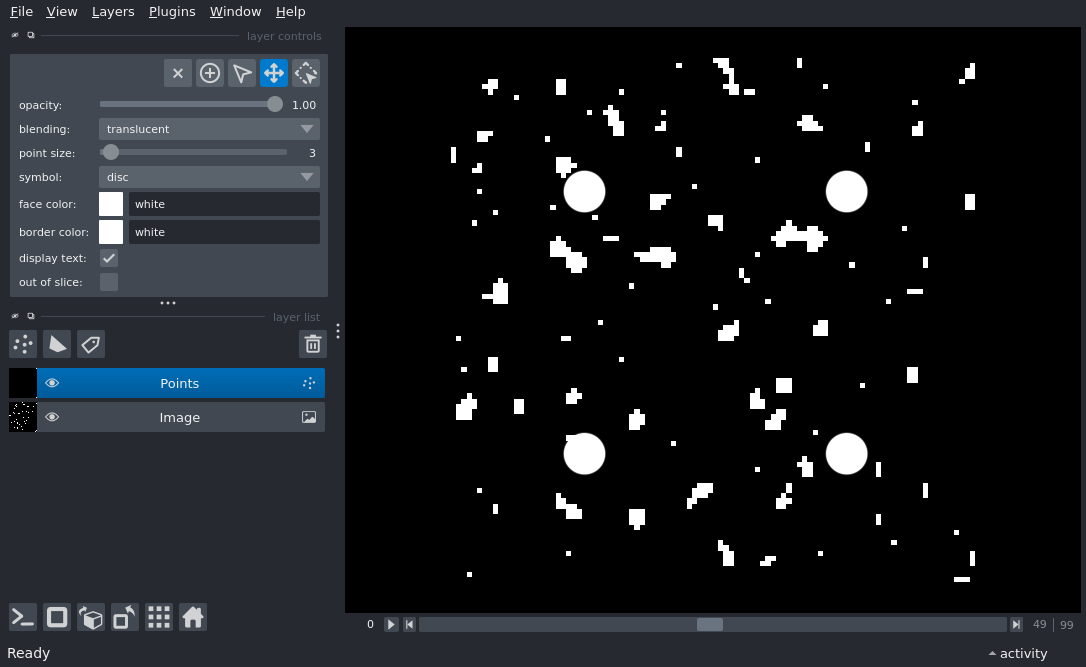 File View Layers Plugins Window Help
layer controls
opacity: 1.00
blending: translucent
point size: 3
symbol: disc
face color: white
border color: white
display text:
out of slice:
layer list
Points
Image
0 49 | 99
Ready
activity